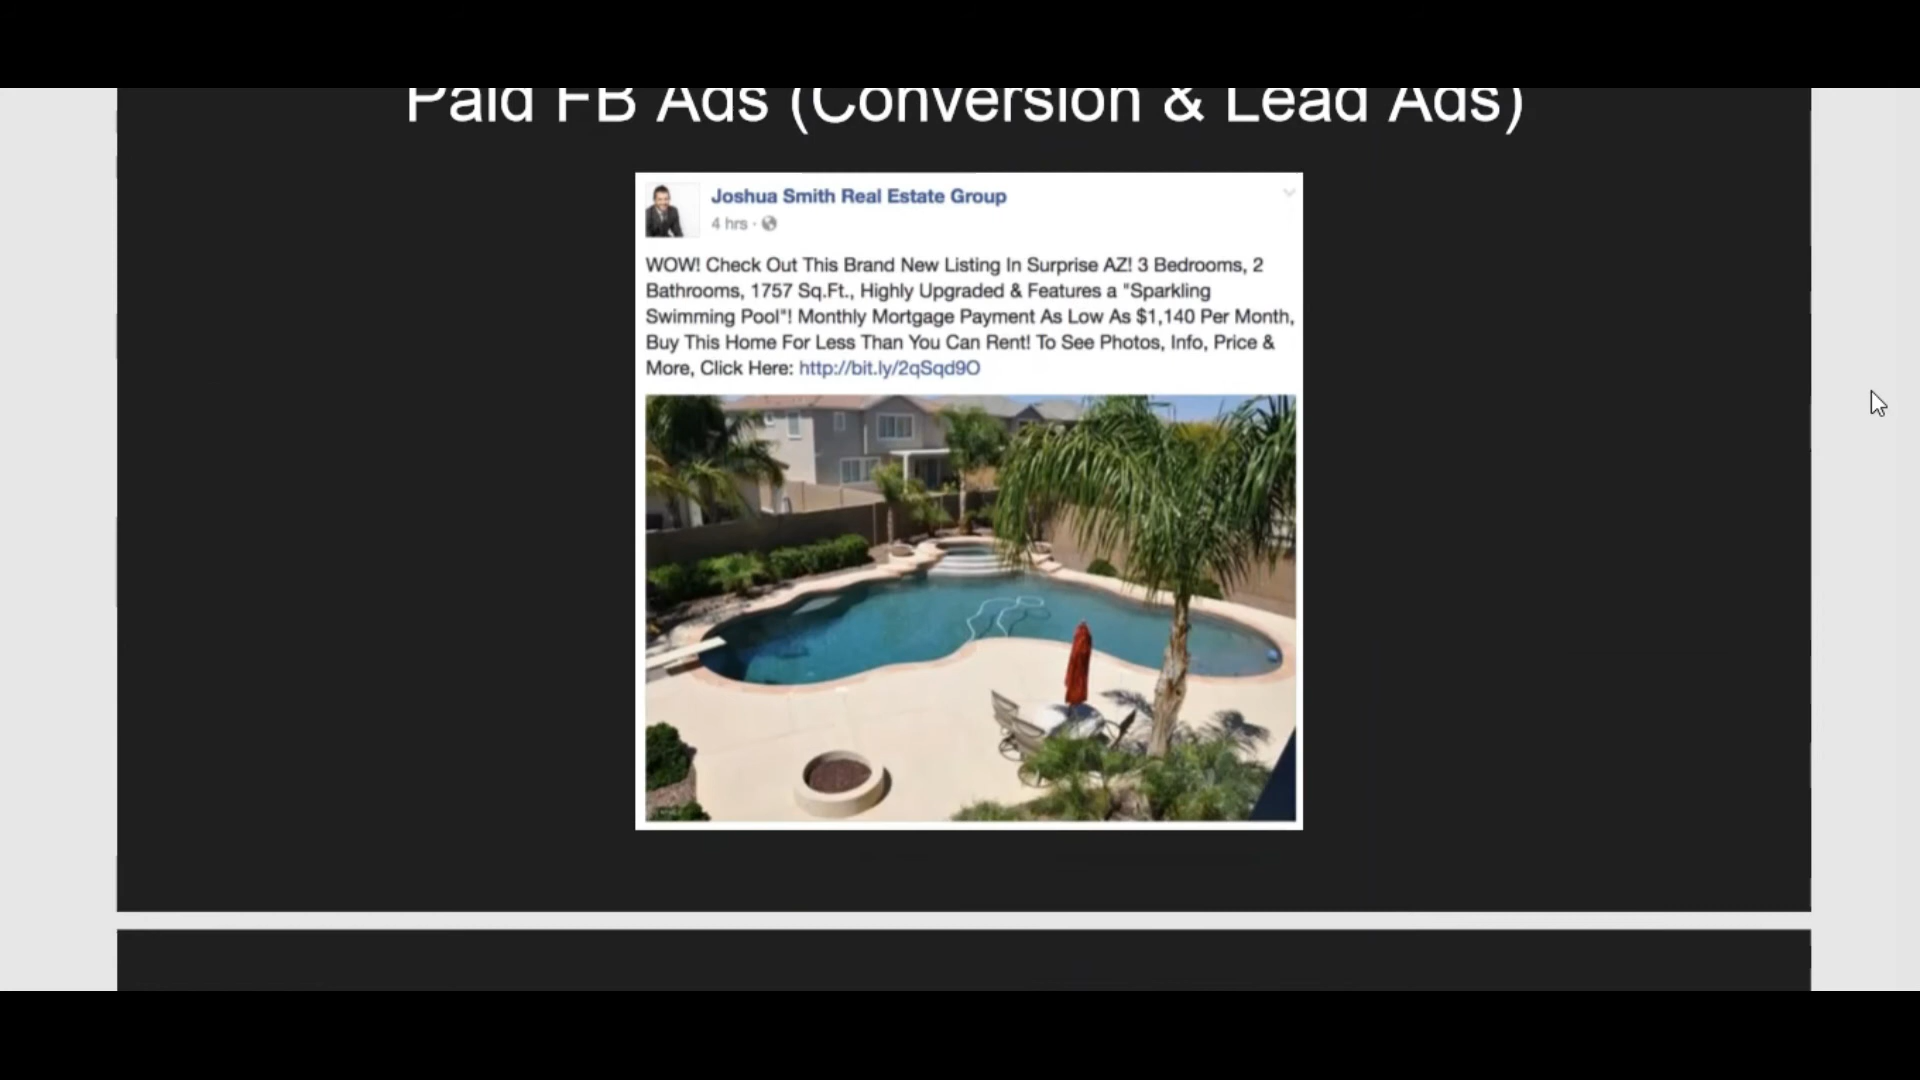 Paid FB Ads (Conversion & Lead Ads)
Joshua Smith Real Estate Group
4 hrs ·
WOW! Check Out This Brand New Listing In Surprise AZ! 3 Bedrooms, 2
Bathrooms, 1757 Sq.Ft., Highly Upgraded & Features a "Sparkling
Swimming Pool"! Monthly Mortgage Payment As Low As $1,140 Per Month,
Buy This Home For Less Than You Can Rent! To See Photos, Info, Price &
More, Click Here: http://bit.ly/2qSqd9O